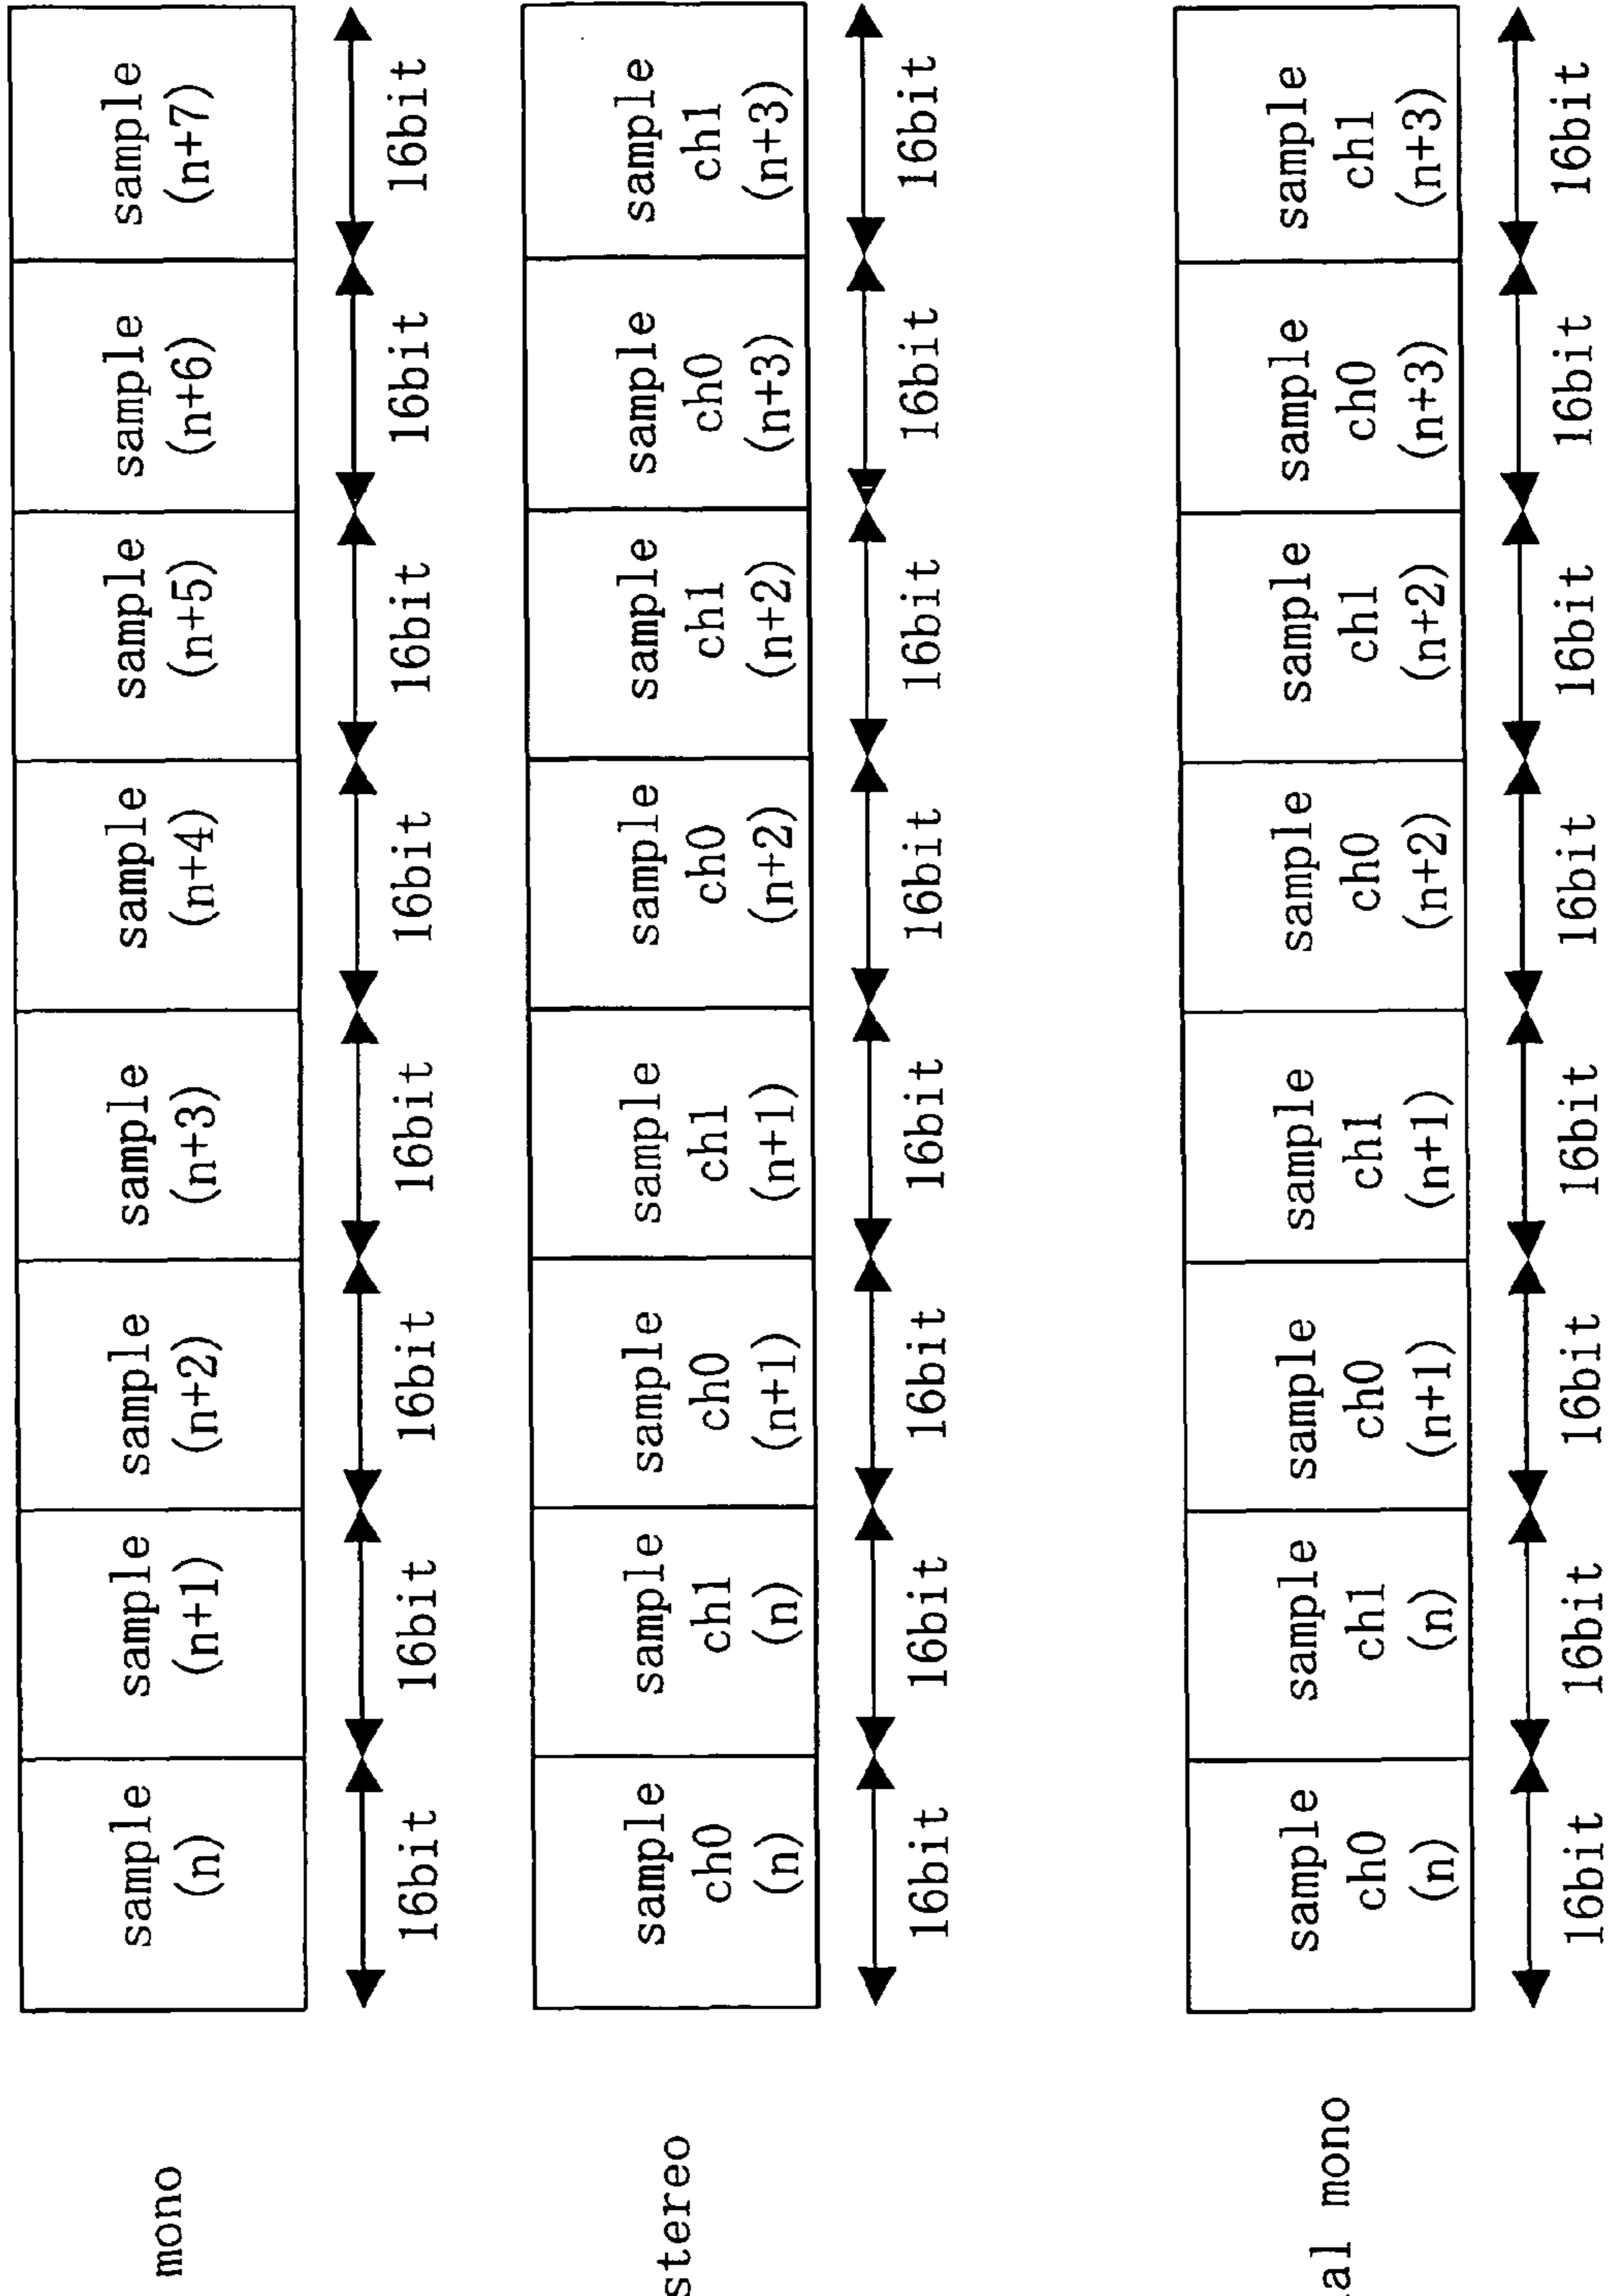 mono
sample sample sample sample sample sample sample sample
(n) (n+1) (n+2) (n+3) (n+4) (n+5) (n+6) (n+7)
16bit 16bit 16bit 16bit 16bit 16bit 16bit 16bit
stereo
sample sample sample sample sample sample sample sample
ch0 ch1 ch0 ch1 ch0 ch1 ch0 ch1
(n) (n) (n+1) (n+1) (n+2) (n+2) (n+3) (n+3)
16bit 16bit 16bit 16bit 16bit 16bit 16bit 16bit
al mono
sample sample sample sample sample sample sample sample
ch0 ch1 ch0 ch1 ch0 ch1 ch0 ch1
(n) (n) (n+1) (n+1) (n+2) (n+2) (n+3) (n+3)
16bit 16bit 16bit 16bit 16bit 16bit 16bit 16bit